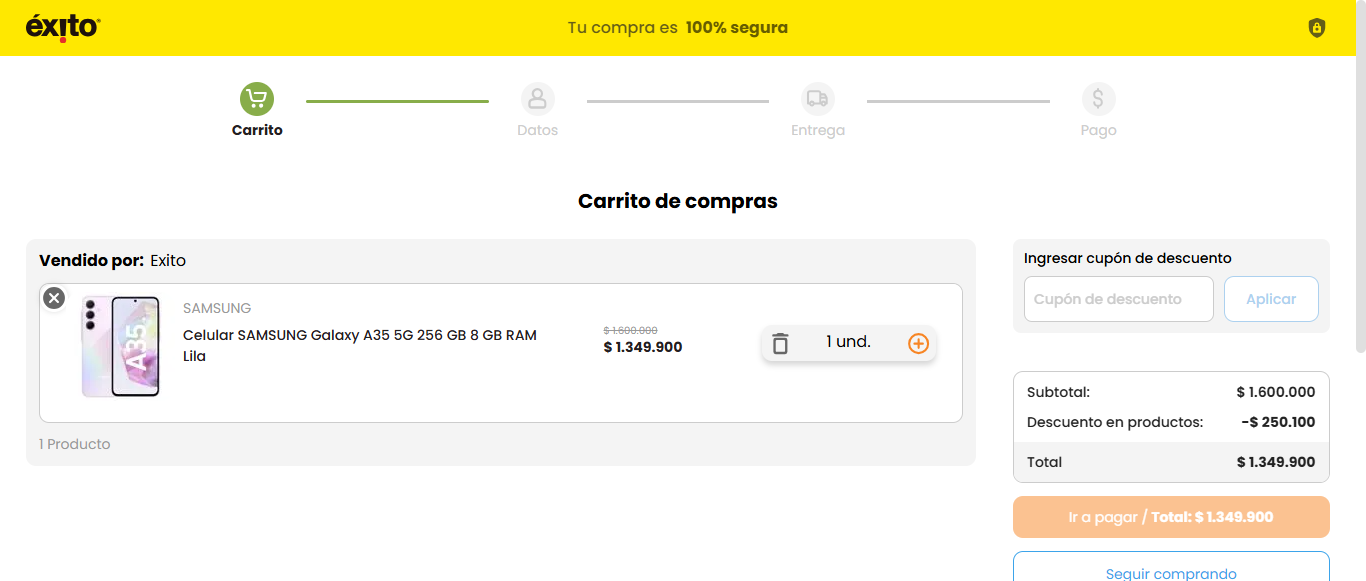 éxito
Tu compra es 100% segura
Carrito
Datos
Entrega
Pago
Carrito de compras
Vendido por: Exito
SAMSUNG
Celular SAMSUNG Galaxy A35 5G 256 GB 8 GB RAM
Lila
A35.
$ 1.600.000
$ 1.349.900
1 und.
1 Producto
Ingresar cupón de descuento
Cupón de descuento
Aplicar
Subtotal: $ 1.600.000
Descuento en productos: -$ 250.100
Total $ 1.349.900
Ir a pagar / Total: $ 1.349.900
Seguir comprando